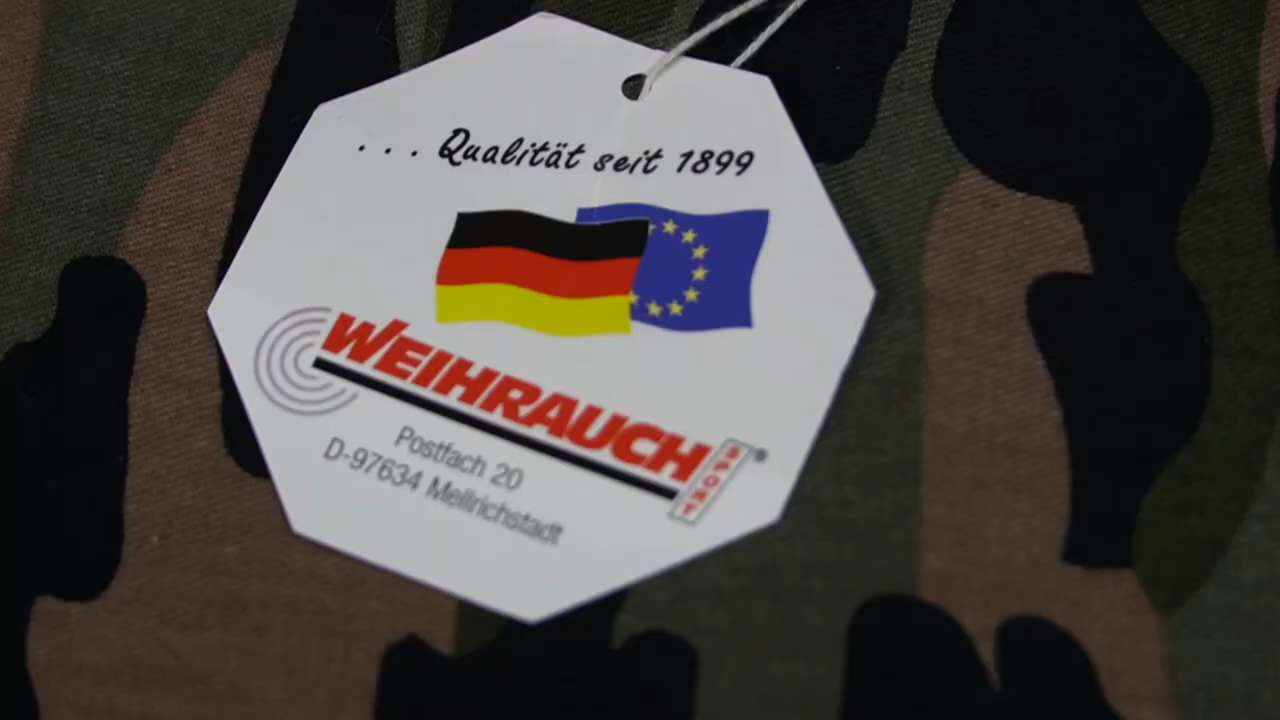 ... Qualität seit 1899
WEIHRAUCH
SPORT
Postfach 20
D-97634 Mellrichstadt